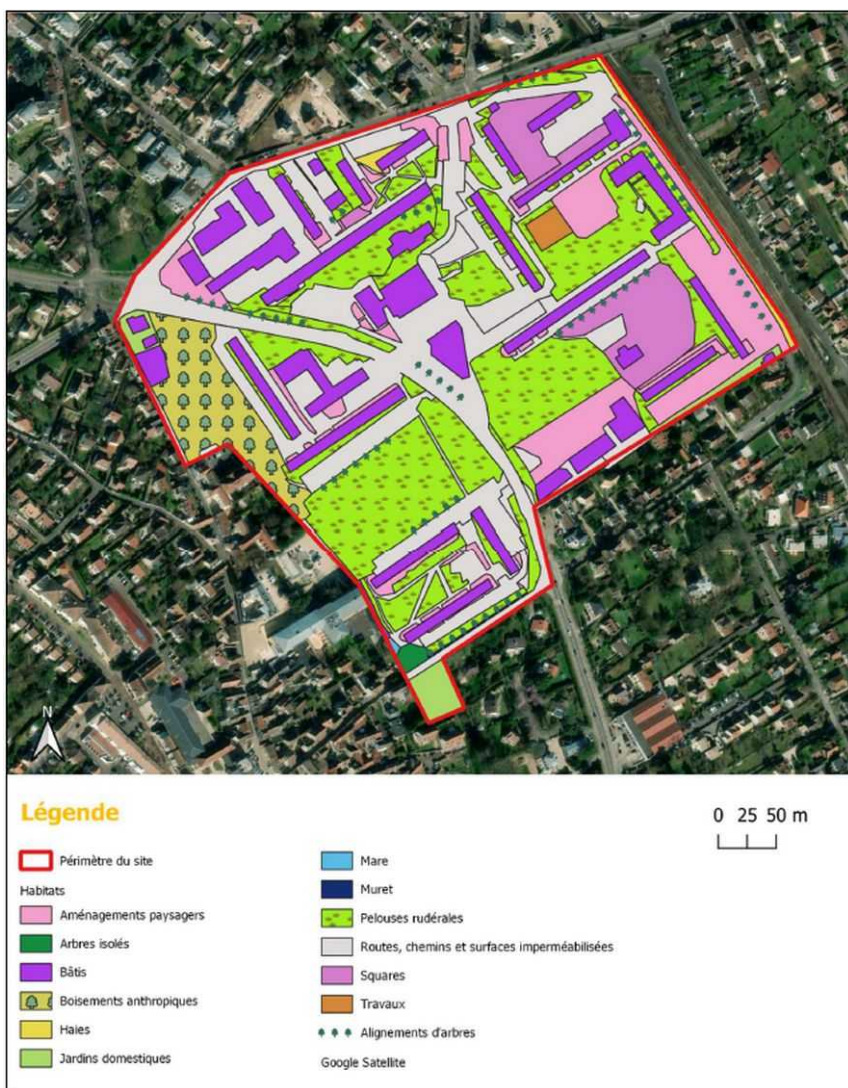 N
Légende
0 25 50 m
Périmètre du site
Habitats
Aménagements paysagers
Arbres isolés
Bâtis
Boisements anthropiques
Haies
Jardins domestiques
Mare
Muret
Pelouses rudérales
Routes, chemins et surfaces imperméabilisées
Squares
Travaux
Alignements d'arbres
Google Satellite